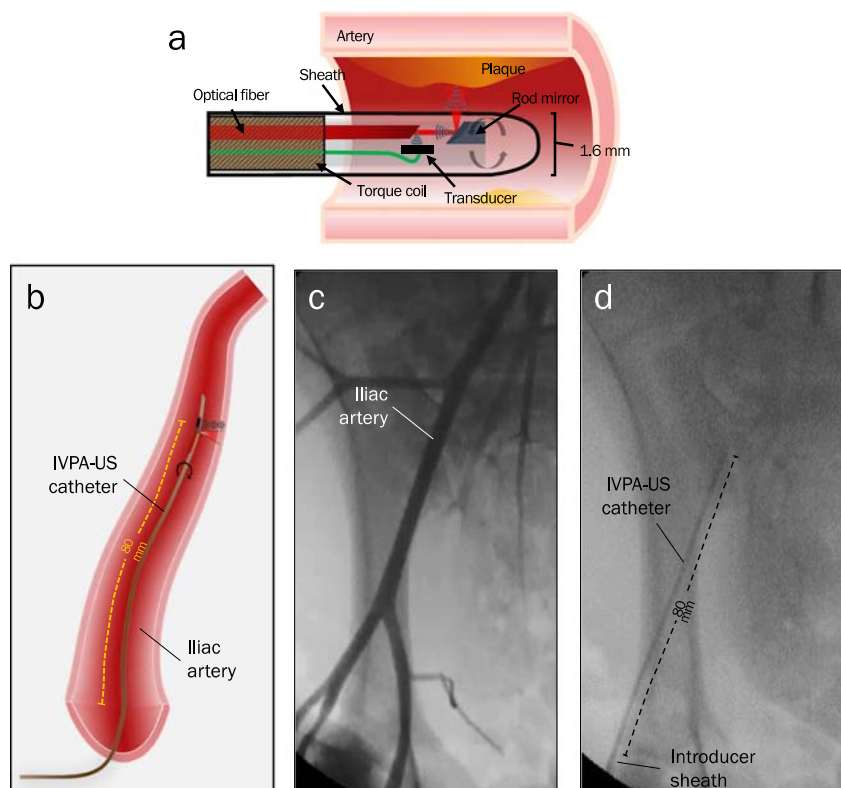 a
Artery
Plaque
Sheath
Optical fiber
Rod mirror
1.6 mm
Torque coil
Transducer
b
IVPA-US
catheter
80
mm
Iliac
artery
c
Iliac
artery
d
IVPA-US
catheter
80
mm
Introducer
sheath